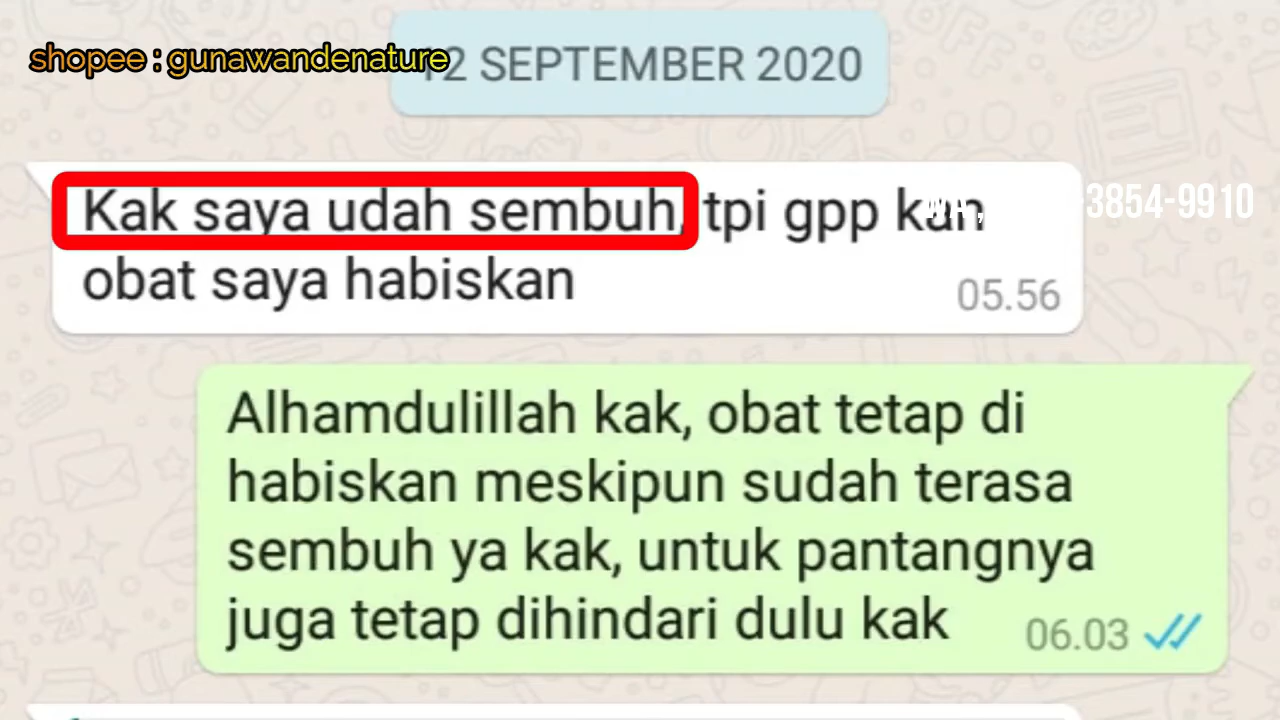 shopee : gunawandenature
12 SEPTEMBER 2020
Kak saya udah sembuh, tpi gpp kan
3854-9910
obat saya habiskan
05.56
Alhamdulillah kak, obat tetap di
habiskan meskipun sudah terasa
sembuh ya kak, untuk pantangnya
juga tetap dihindari dulu kak
06.03